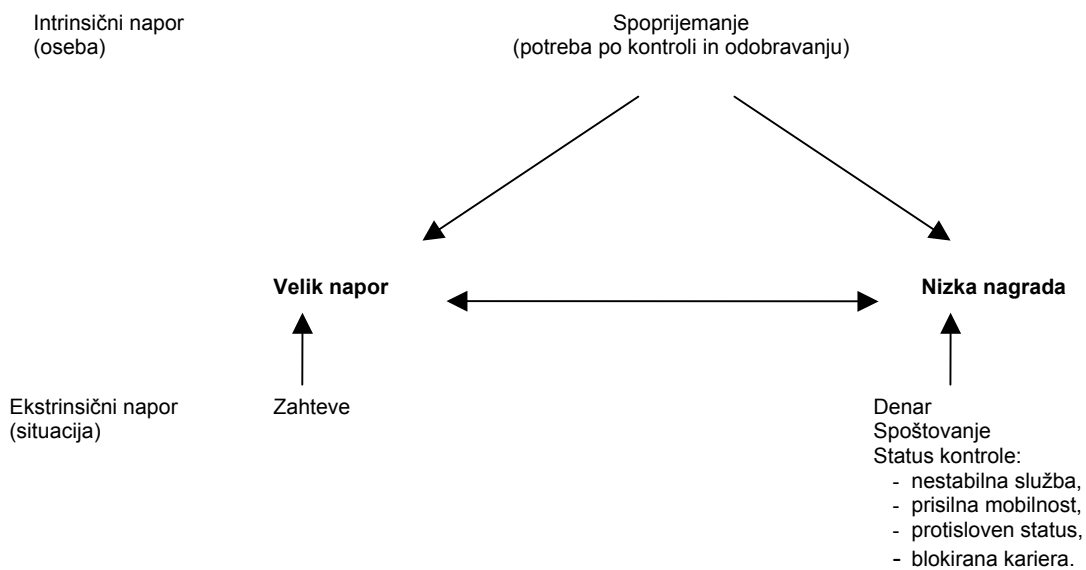 Intrinsični napor
(oseba)
Spoprijemanje
(potreba po kontroli in odobravanju)
Velik napor
Nizka nagrada
Ekstrinsični napor
(situacija)
Zahteve
Denar
Spoštovanje
Status kontrole:
- nestabilna služba,
- prisilna mobilnost,
- protisloven status,
- blokirana kariera.